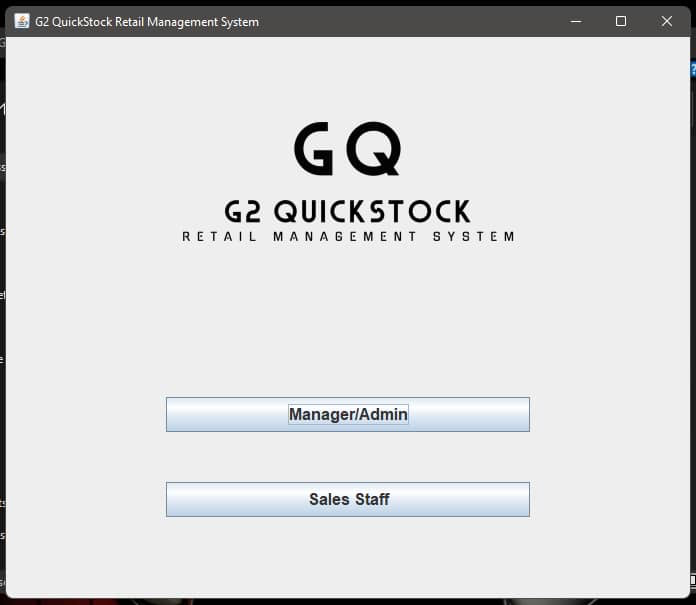 G2 QuickStock Retail Management System
GQ
G2 QUICKSTOCK
RETAIL MANAGEMENT SYSTEM
Manager/Admin
Sales Staff